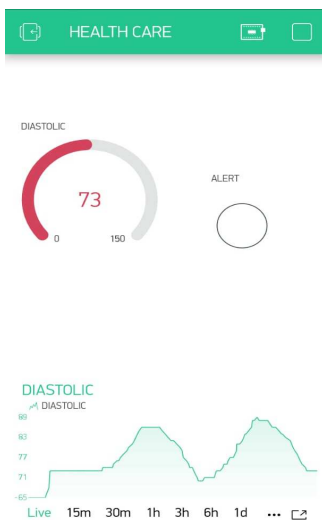 HEALTH CARE
DIASTOLIC
ALERT
73
0 150
DIASTOLIC
DIASTOLIC
89
83
77
71
-65
Live 15m 30m 1h 3h 6h 1d ...